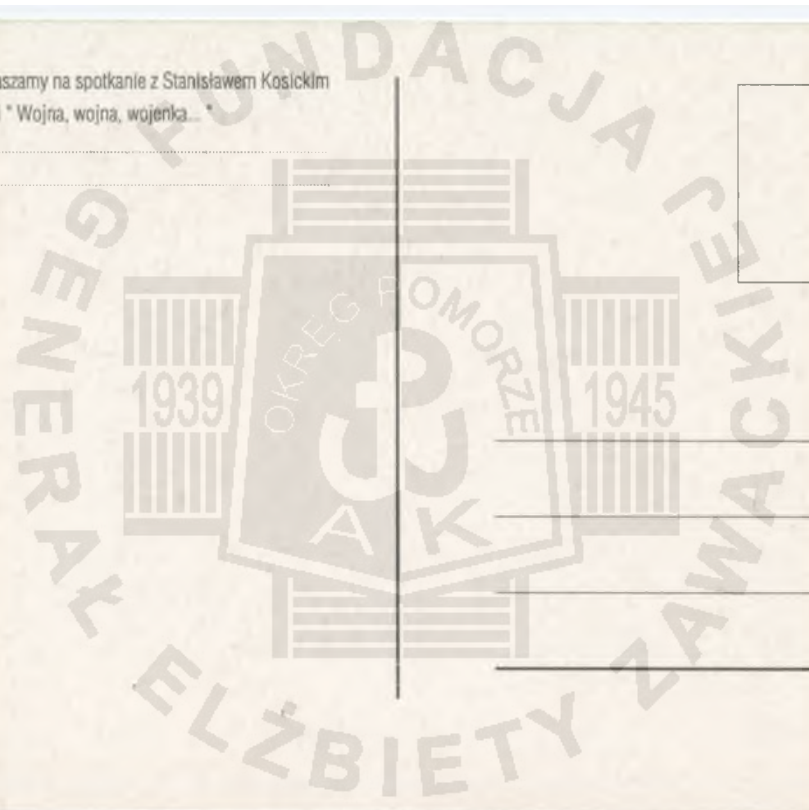 szamy na spotkanie z Stanisławem Kosickim
" Wojna, wojna, wojenka... "
FUNDACJA GENERAŁ ELŻBIETY ZAWACKIEJ
OKRĘG POMORZE
1939
1945
AK